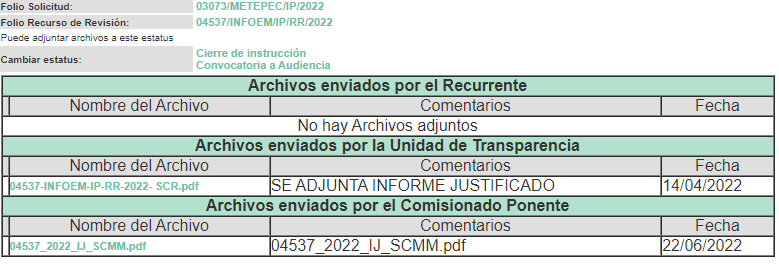 Folio Solicitud: 03073/METEPEC/IP/2022
Folio Recurso de Revisión: 04537/INFOEM/IP/RR/2022
Puede adjuntar archivos a este estatus
Cambiar estatus: Cierre de instrucción
Convocatoria a Audiencia
Archivos enviados por el Recurrente
Nombre del Archivo Comentarios Fecha
No hay Archivos adjuntos
Archivos enviados por la Unidad de Transparencia
Nombre del Archivo Comentarios Fecha
04537-INFOEM-IP-RR-2022- SCR.pdf SE ADJUNTA INFORME JUSTIFICADO 14/04/2022
Archivos enviados por el Comisionado Ponente
Nombre del Archivo Comentarios Fecha
04537_2022_IJ_SCMM.pdf 04537_2022_IJ_SCMM.pdf 22/06/2022